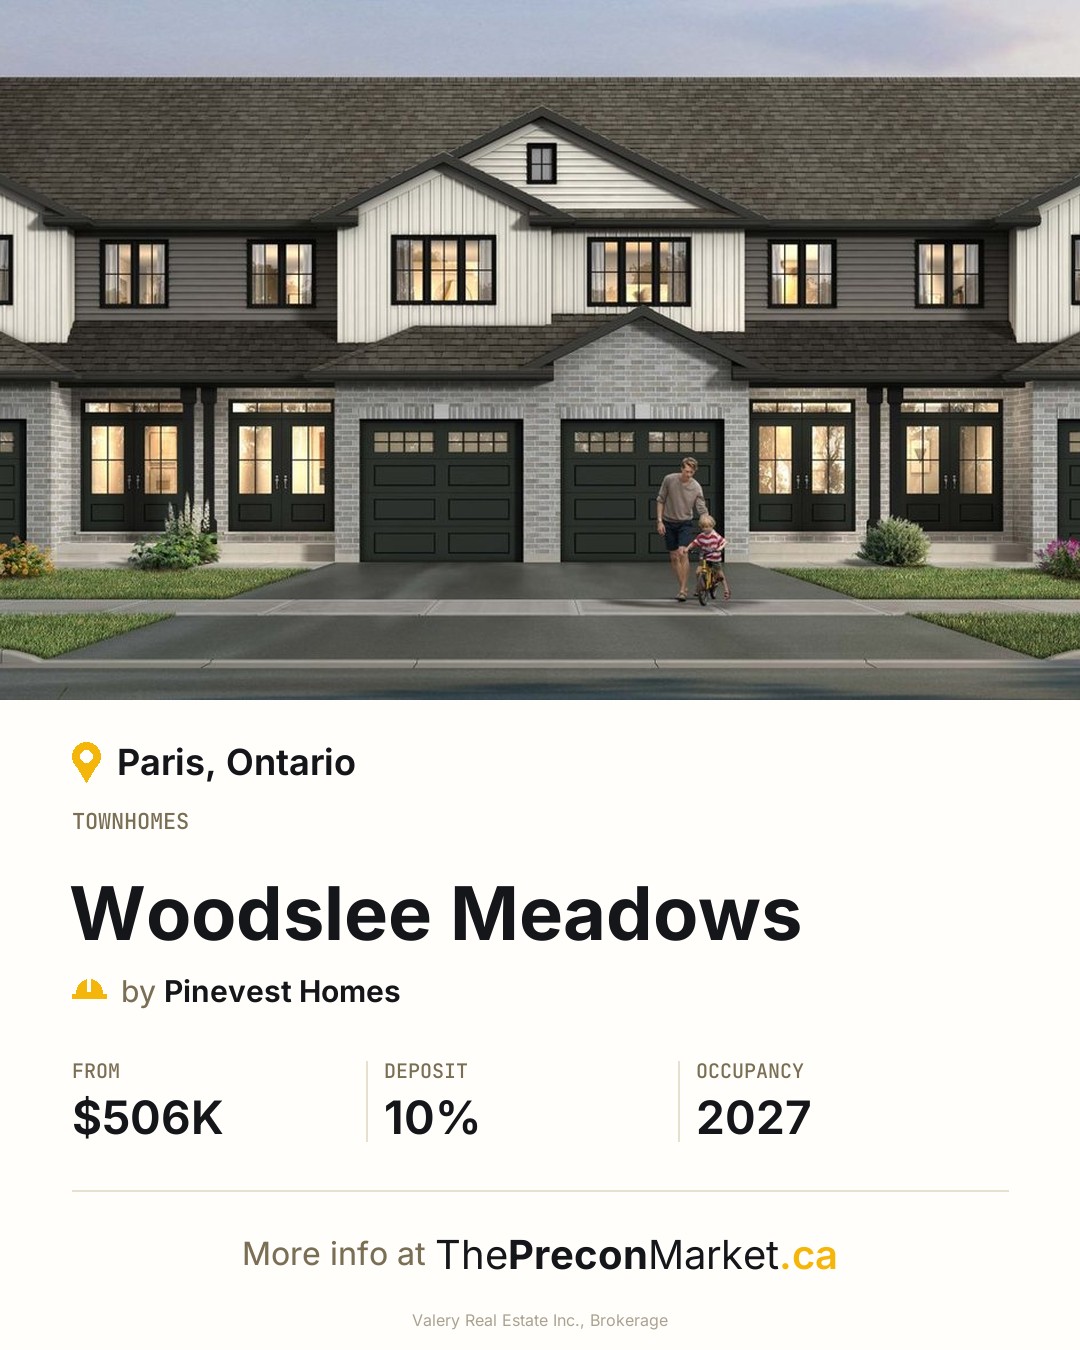 Paris, Ontario
TOWNHOMES
Woodslee Meadows
by Pinevest Homes
FROM
$506K
DEPOSIT
10%
OCCUPANCY
2027
More info at ThePreconMarket.ca
Valery Real Estate Inc., Brokerage